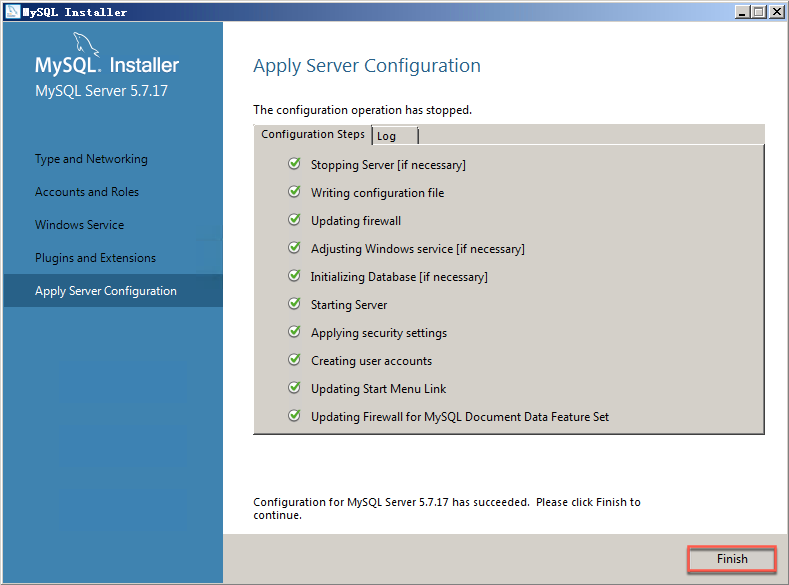 MySQL Installer
MySQL. Installer
MySQL Server 5.7.17
Type and Networking
Accounts and Roles
Windows Service
Plugins and Extensions
Apply Server Configuration
Apply Server Configuration
The configuration operation has stopped.
Configuration Steps
Log
Stopping Server [if necessary]
Writing configuration file
Updating firewall
Adjusting Windows service [if necessary]
Initializing Database [if necessary]
Starting Server
Applying security settings
Creating user accounts
Updating Start Menu Link
Updating Firewall for MySQL Document Data Feature Set
Configuration for MySQL Server 5.7.17 has succeeded.  Please click Finish to
continue.
Finish